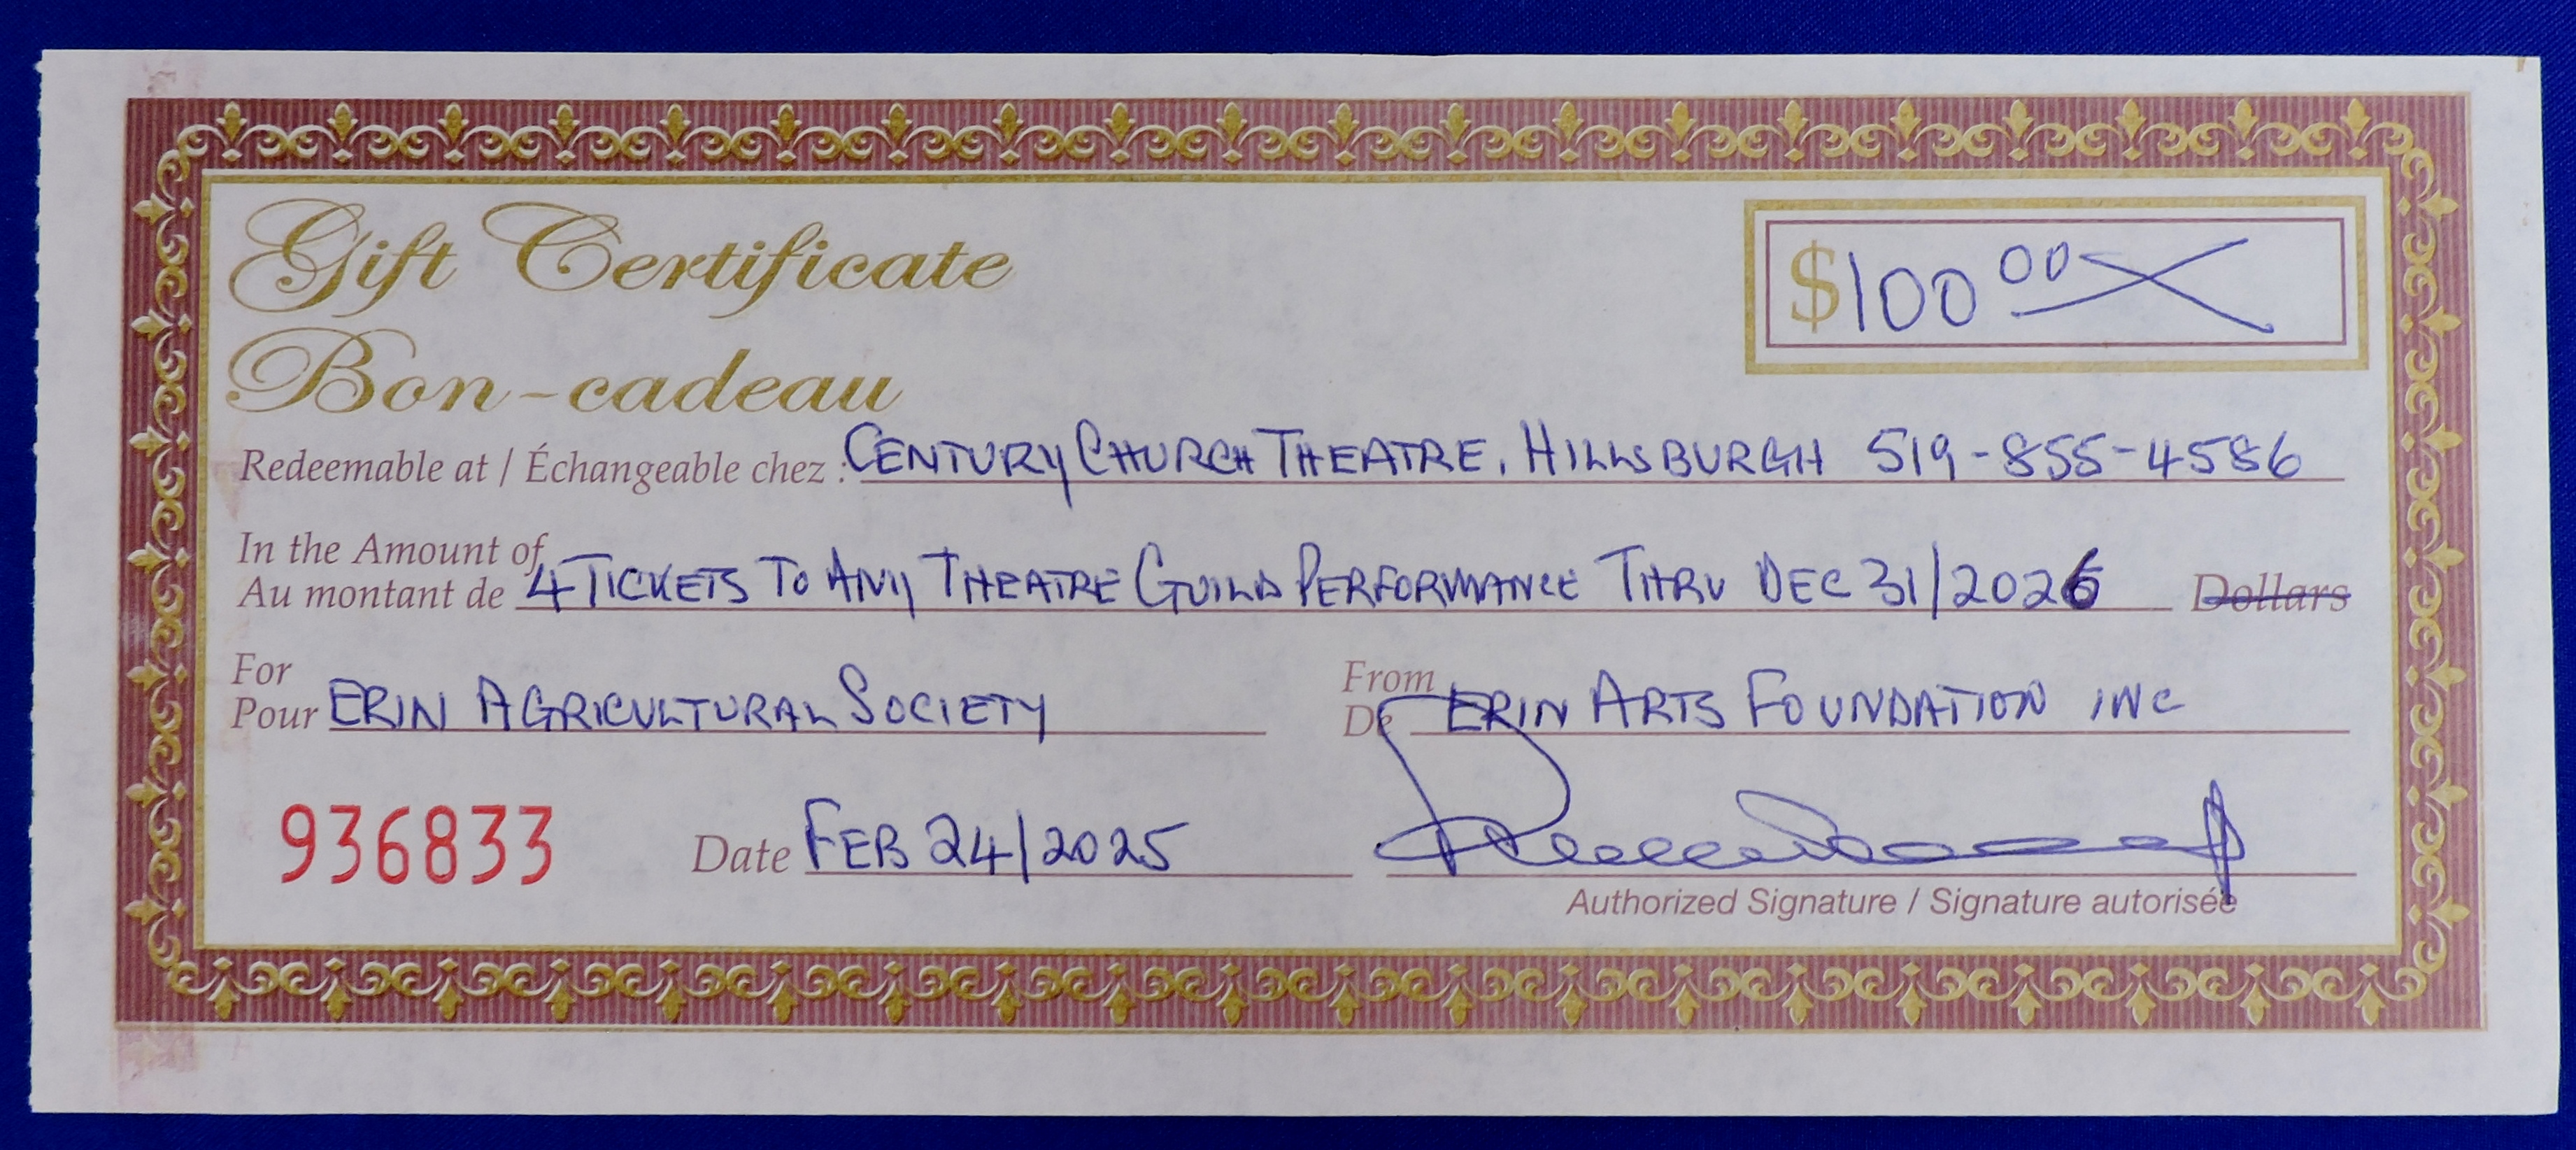 Gift Certificate
$100 00
Bon-cadeau
Redeemable at / Échangeable chez : CENTURY CHURCH THEATRE, HILLSBURGH 519-855-4586
In the Amount of
Au montant de 4 TICKETS TO ANY THEATRE GUILD PERFORMANCE THRU DEC 31/2026 Dollars
For
Pour ERIN AGRICULTURAL SOCIETY
From
De ERIN ARTS FOUNDATION INC
936833
Date FEB 24/2025
Authorized Signature / Signature autorisée